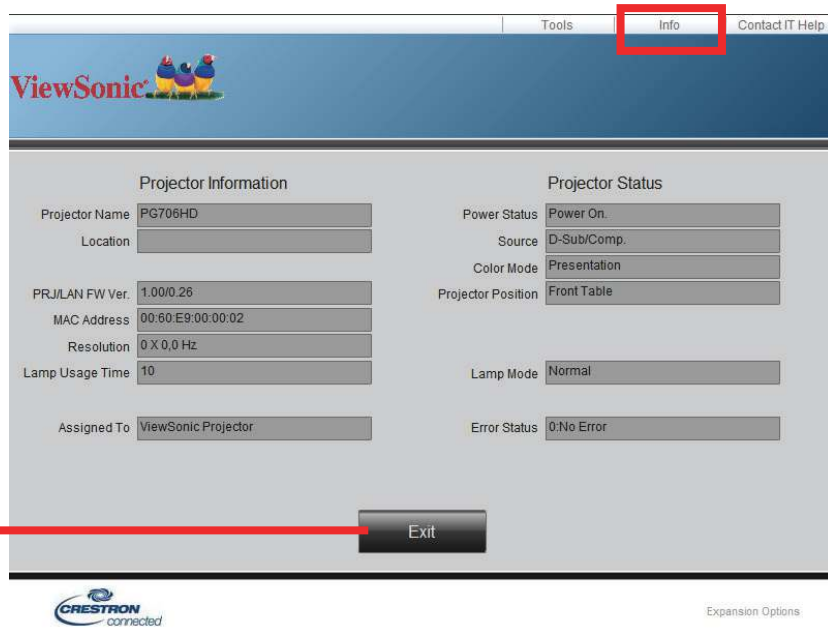 Tools Info Contact IT Help
ViewSonic
Projector Information
Projector Name PG706HD
Location
PRJ/LAN FW Ver. 1.00/0.26
MAC Address 00:60:E9:00:00:02
Resolution 0 X 0,0 Hz
Lamp Usage Time 10
Assigned To ViewSonic Projector
Projector Status
Power Status Power On.
Source D-Sub/Comp.
Color Mode Presentation
Projector Position Front Table
Lamp Mode Normal
Error Status 0:No Error
Exit
CRESTRON
connected
Expansion Options